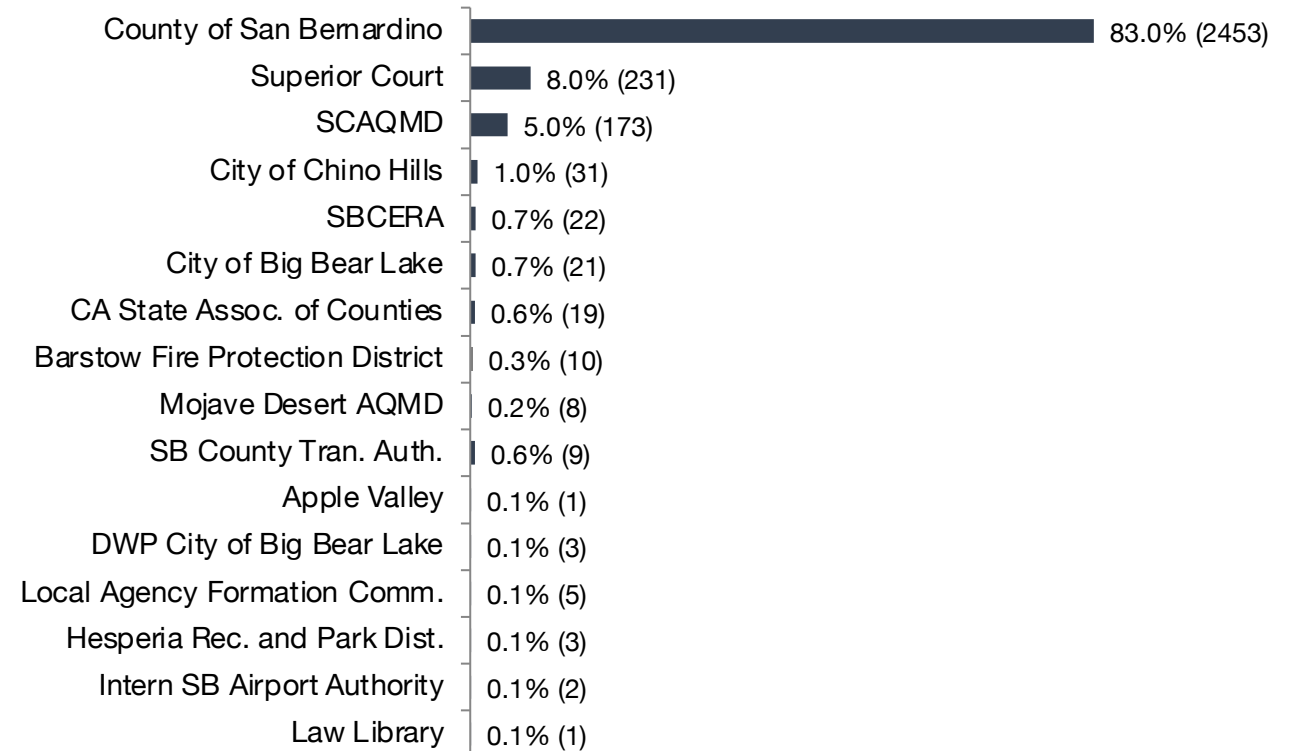 County of San Bernardino 83.0% (2453)
Superior Court 8.0% (231)
SCAQMD 5.0% (173)
City of Chino Hills 1.0% (31)
SBCERA 0.7% (22)
City of Big Bear Lake 0.7% (21)
CA State Assoc. of Counties 0.6% (19)
Barstow Fire Protection District 0.3% (10)
Mojave Desert AQMD 0.2% (8)
SB County Tran. Auth. 0.6% (9)
Apple Valley 0.1% (1)
DWP City of Big Bear Lake 0.1% (3)
Local Agency Formation Comm. 0.1% (5)
Hesperia Rec. and Park Dist. 0.1% (3)
Intern SB Airport Authority 0.1% (2)
Law Library 0.1% (1)